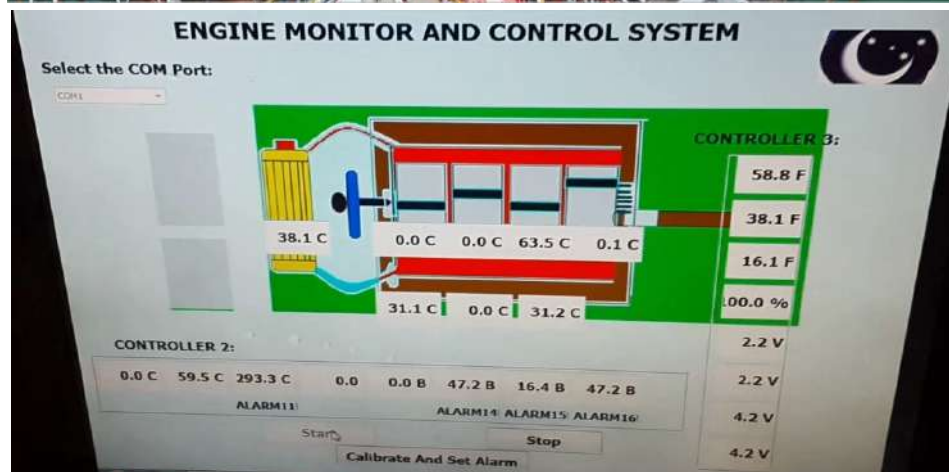 ENGINE MONITOR AND CONTROL SYSTEM
Select the COM Port:
COM1
CONTROLLER 3:
58.8 F
38.1 F
16.1 F
100.0 %
2.2 V
2.2 V
4.2 V
4.2 V
38.1 C 0.0 C 0.0 C 63.5 C 0.1 C
31.1 C 0.0 C 31.2 C
CONTROLLER 2:
0.0 C 59.5 C 293.3 C 0.0 0.0 B 47.2 B 16.4 B 47.2 B
ALARM11 ALARM14 ALARM15 ALARM16
Start Stop
Calibrate And Set Alarm